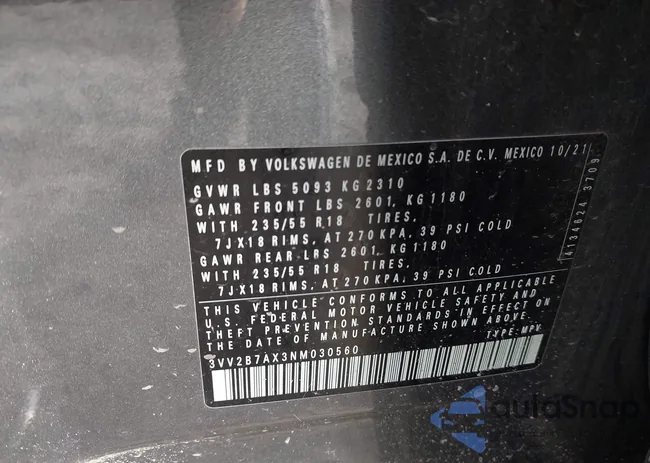 MFD BY VOLKSWAGEN DE MEXICO S.A. DE C.V. MEXICO 10/21
GVWR LBS 5093 KG 2310
GAWR FRONT LBS 2601, KG 1180
WITH 235/55 R18 TIRES,
7JX18 RIMS, AT 270 KPA, 39 PSI COLD
GAWR REAR LBS 2601, KG 1180
WITH 235/55 R18 TIRES,
7JX18 RIMS, AT 270 KPA, 39 PSI COLD
THIS VEHICLE CONFORMS TO ALL APPLICABLE
U.S. FEDERAL MOTOR VEHICLE SAFETY AND
THEFT PREVENTION STANDARDS IN EFFECT ON
THE DATE OF MANUFACTURE SHOWN ABOVE.
TYPE: MPV
3VV2B7AX3NM030560
41134624 3709
aulaSnap